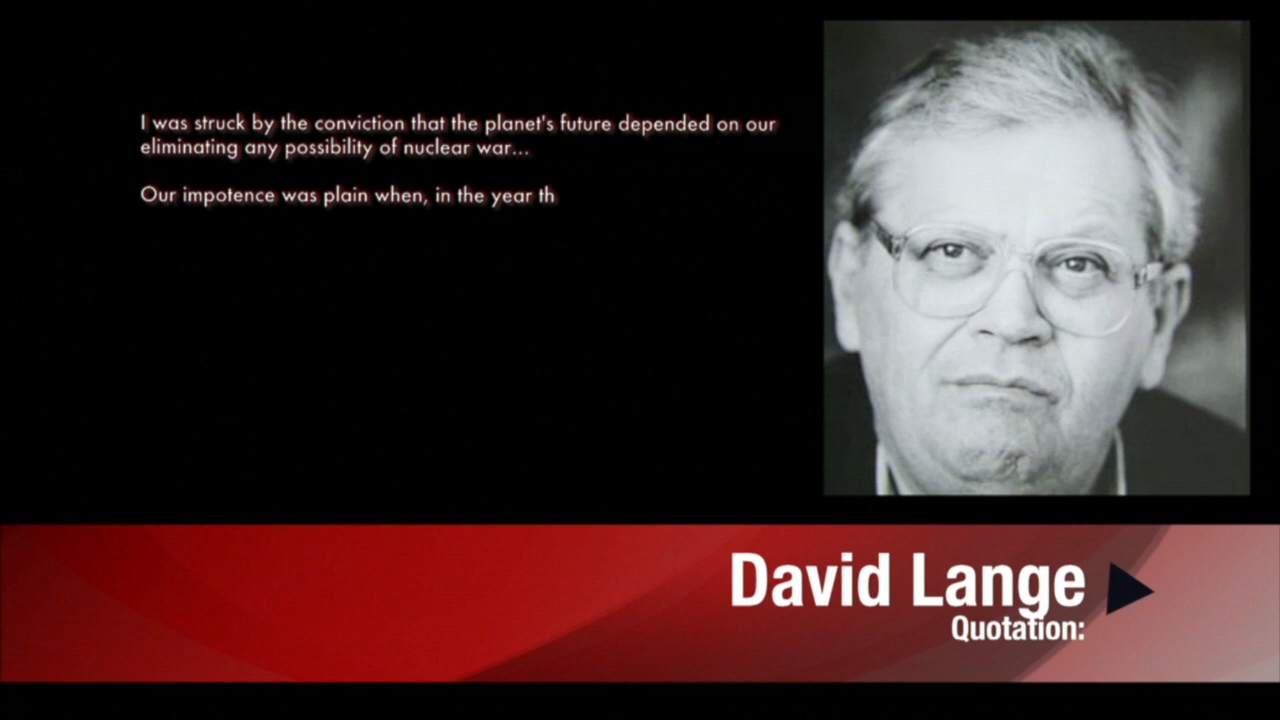 I was struck by the conviction that the planet's future depended on our
eliminating any possibility of nuclear war...
Our impotence was plain when, in the year th
David Lange
Quotation: